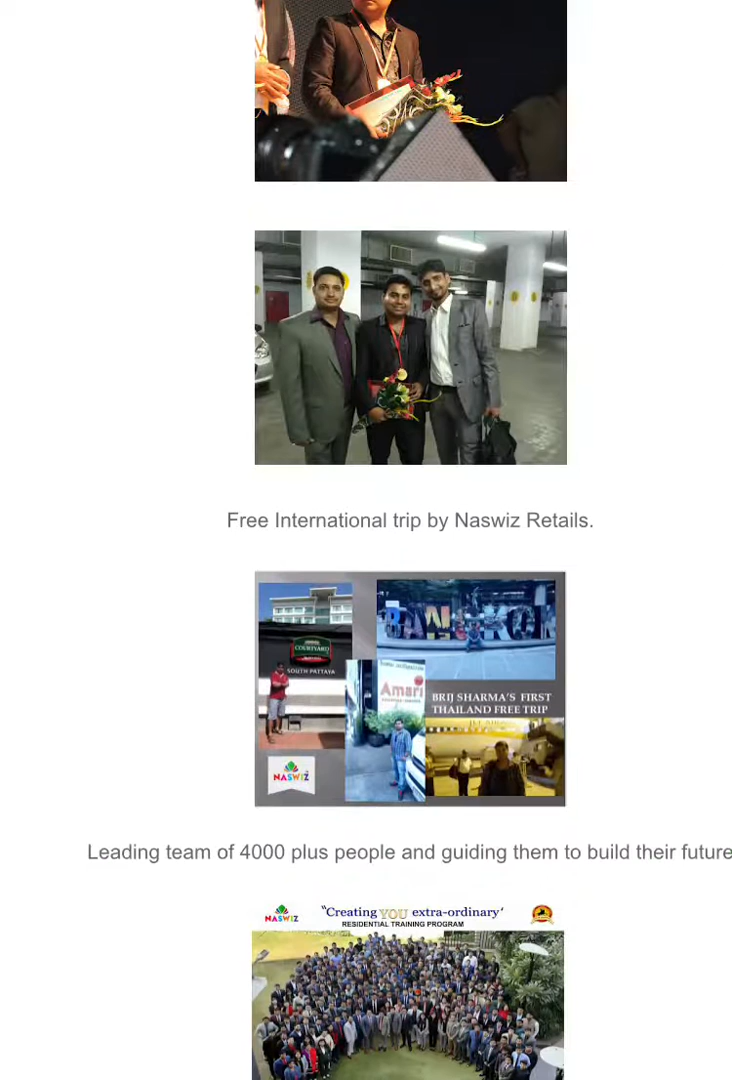 Free International trip by Naswiz Retails.
COURTYARD
SOUTH PATTAYA
BANGKOK
Amari
BRIJ SHARMA'S FIRST
THAILAND FREE TRIP
NASWIZ
Leading team of 4000 plus people and guiding them to build their future
NASWIZ
"Creating YOU extra-ordinary'
RESIDENTIAL TRAINING PROGRAM